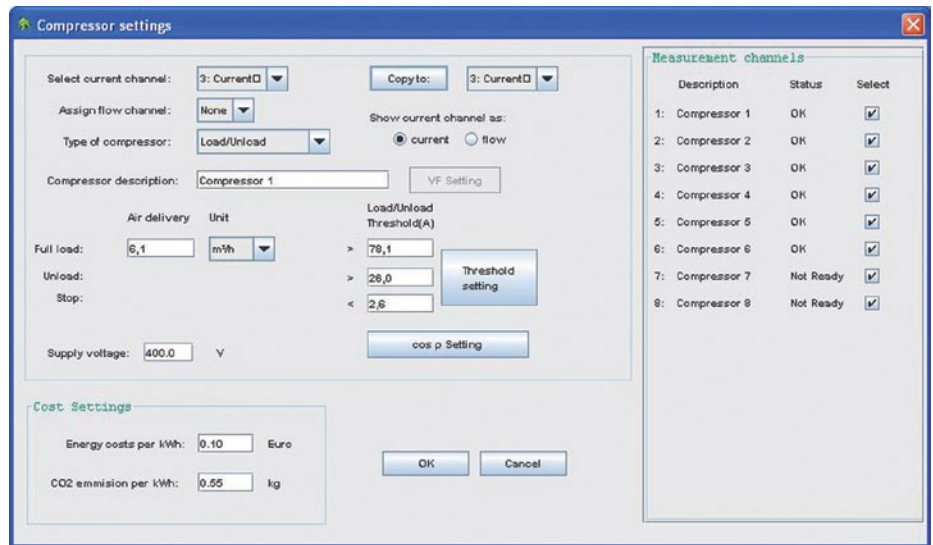 Compressor settings
Select current channel: 3: Current□ Copy to: 3: Current□
Assign flow channel: None
Show current channel as:
Type of compressor: Load/Unload current flow
Compressor description: Compressor 1 VF Setting
Air delivery Unit Load/Unload Threshold(A)
Full load: 6,1 m³/h > 78,1
Unload: > 26,0 Threshold setting
Stop: < 2,6
Supply voltage: 400.0 V cos ρ Setting
Cost Settings
Energy costs per kWh: 0.10 Euro
CO2 emmision per kWh: 0.55 kg
OK Cancel
Measurement channels
Description Status Select
1: Compressor 1 OK
2: Compressor 2 OK
3: Compressor 3 OK
4: Compressor 4 OK
5: Compressor 5 OK
6: Compressor 6 OK
7: Compressor 7 Not Ready
8: Compressor 8 Not Ready